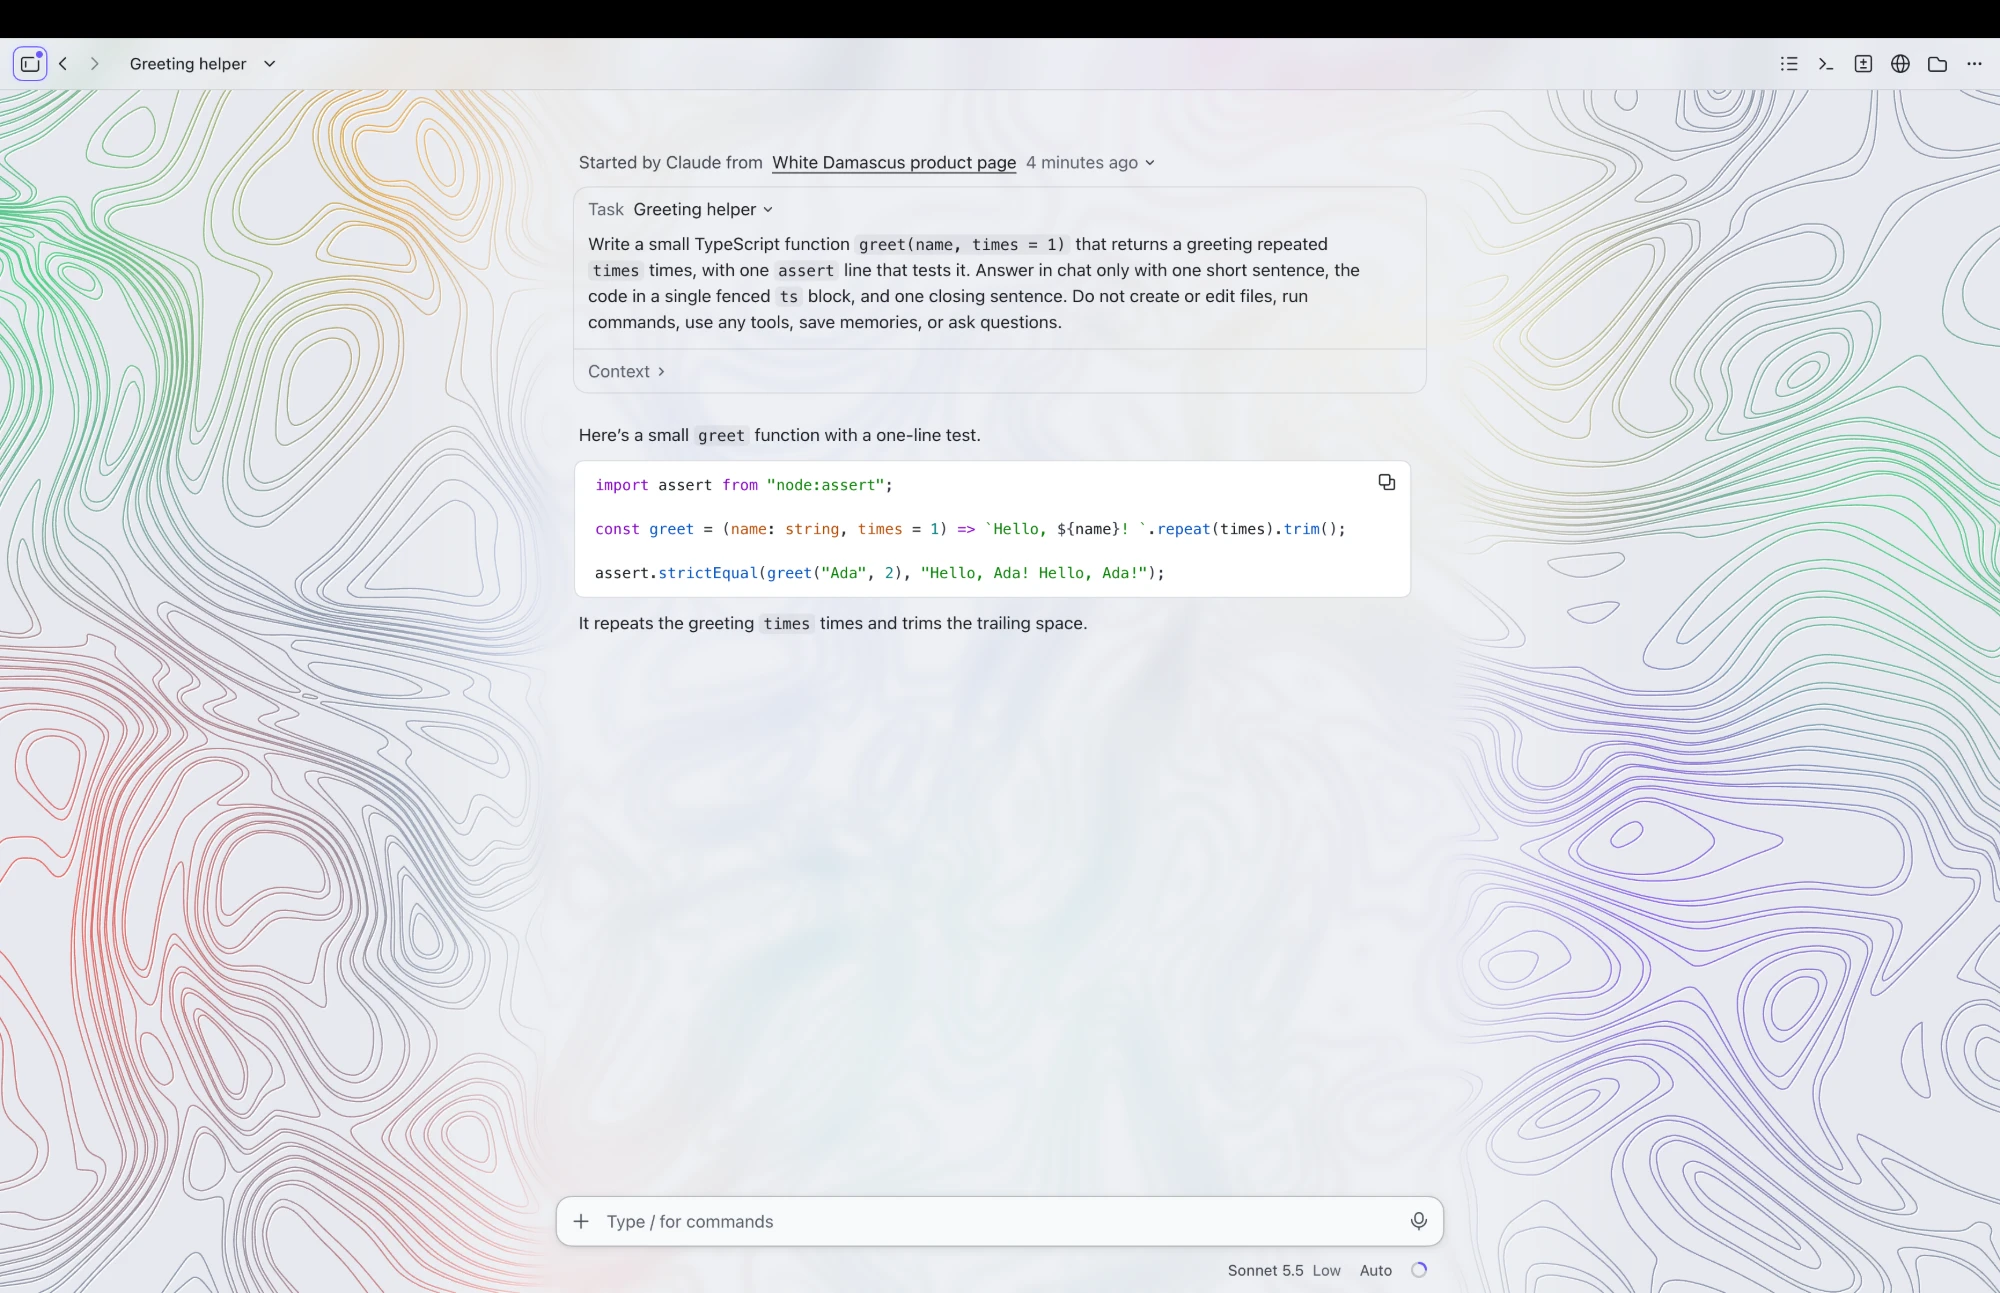 Greeting helper
Started by Claude from White Damascus product page 4 minutes ago
Task Greeting helper
Write a small TypeScript function greet(name, times = 1) that returns a greeting repeated
times times, with one assert line that tests it. Answer in chat only with one short sentence, the
code in a single fenced ts block, and one closing sentence. Do not create or edit files, run
commands, use any tools, save memories, or ask questions.
Context
Here’s a small greet function with a one-line test.
import assert from "node:assert";
const greet = (name: string, times = 1) => `Hello, ${name}! `.repeat(times).trim();
assert.strictEqual(greet("Ada", 2), "Hello, Ada! Hello, Ada!");
It repeats the greeting times times and trims the trailing space.
Type / for commands
Sonnet 5.5 Low Auto